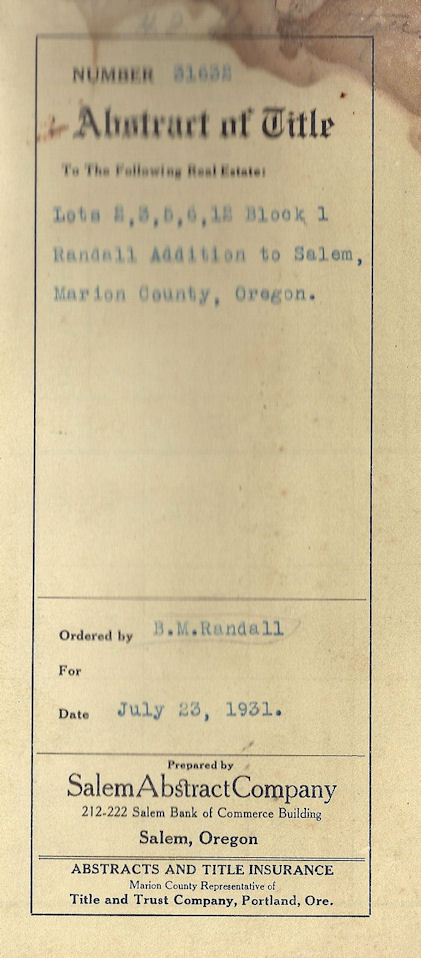 NUMBER 31632
Abstract of Title
To The Following Real Estate:
Lots 2,3,5,6,12 Block 1
Randall Addition to Salem,
Marion County, Oregon.
Ordered by B.M.Randall
For
Date July 23, 1931.
Prepared by
Salem Abstract Company
212-222 Salem Bank of Commerce Building
Salem, Oregon
ABSTRACTS AND TITLE INSURANCE
Marion County Representative of
Title and Trust Company, Portland, Ore.